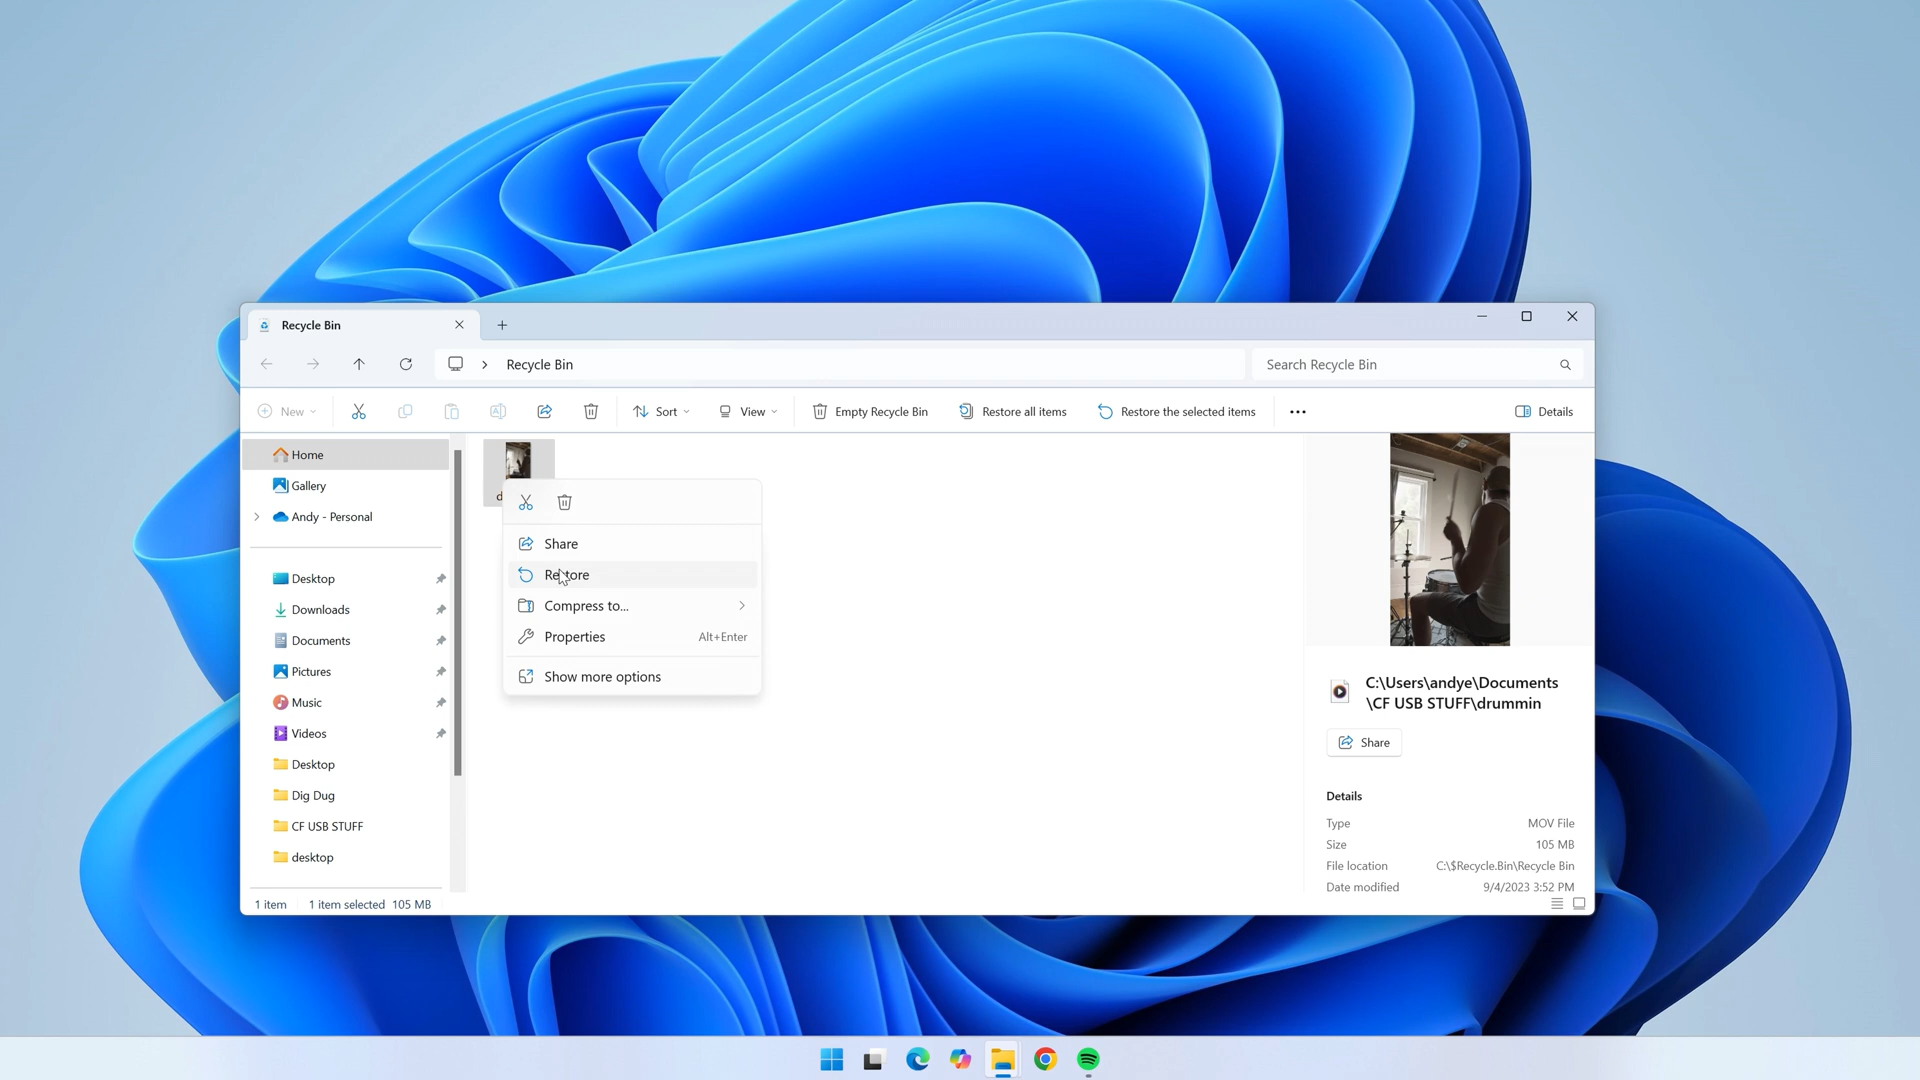 Recycle Bin
Recycle Bin
Search Recycle Bin
New
Sort
View
Empty Recycle Bin
Restore all items
Restore the selected items
Details
Home
Gallery
Andy - Personal
Desktop
Downloads
Documents
Pictures
Music
Videos
Desktop
Dig Dug
CF USB STUFF
desktop
d
Share
Restore
Compress to...
Properties Alt+Enter
Show more options
C:\Users\andye\Documents
\CF USB STUFF\drummin
Share
Details
Type MOV File
Size 105 MB
File location C:\$Recycle.Bin\Recycle Bin
Date modified 9/4/2023 3:52 PM
1 item 1 item selected 105 MB